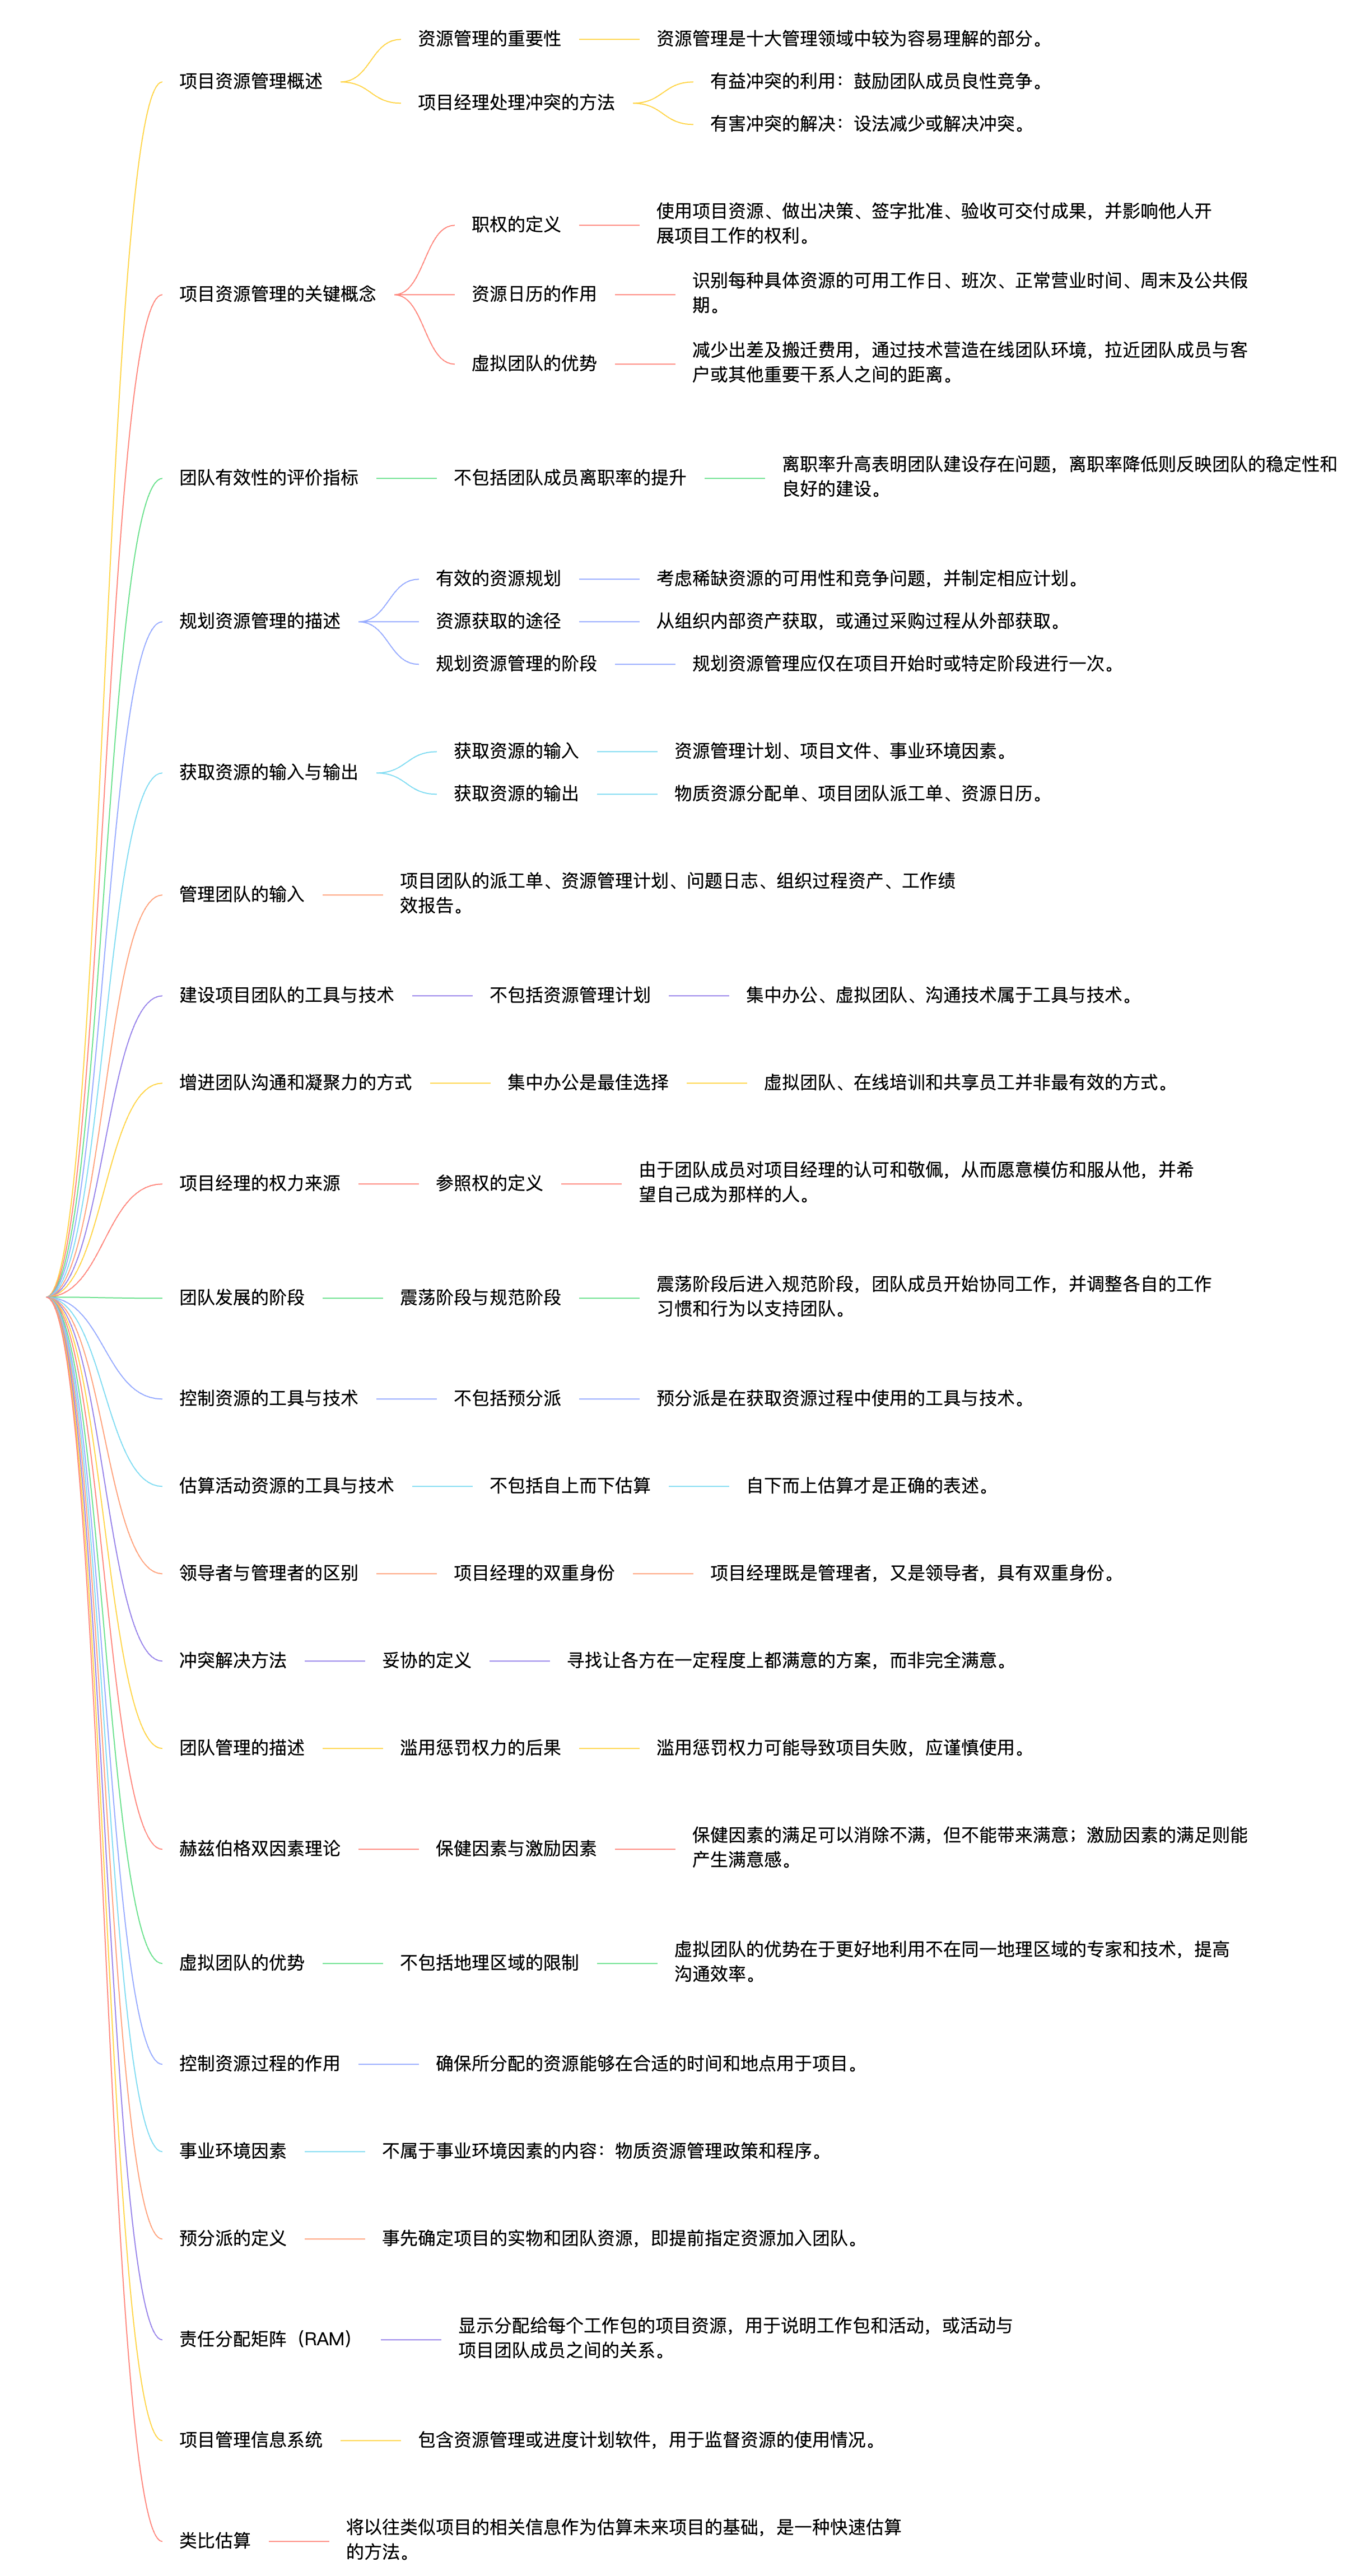 资源管理的重要性
资源管理是十大管理领域中较为容易理解的部分。
项目资源管理概述
项目经理处理冲突的方法
有益冲突的利用：鼓励团队成员良性竞争。
有害冲突的解决：设法减少或解决冲突。
项目资源管理的关键概念
职权的定义
使用项目资源、做出决策、签字批准、验收可交付成果，并影响他人开
展项目工作的权利。
资源日历的作用
识别每种具体资源的可用工作日、班次、正常营业时间、周末及公共假
期。
虚拟团队的优势
减少出差及搬迁费用，通过技术营造在线团队环境，拉近团队成员与客
户或其他重要干系人之间的距离。
团队有效性的评价指标
不包括团队成员离职率的提升
离职率升高表明团队建设存在问题，离职率降低则反映团队的稳定性和
良好的建设。
规划资源管理的描述
有效的资源规划
考虑稀缺资源的可用性和竞争问题，并制定相应计划。
资源获取的途径
从组织内部资产获取，或通过采购过程从外部获取。
规划资源管理的阶段
规划资源管理应仅在项目开始时或特定阶段进行一次。
获取资源的输入与输出
获取资源的输入
资源管理计划、项目文件、事业环境因素。
获取资源的输出
物质资源分配单、项目团队派工单、资源日历。
管理团队的输入
项目团队的派工单、资源管理计划、问题日志、组织过程资产、工作绩
效报告。
建设项目团队的工具与技术
不包括资源管理计划
集中办公、虚拟团队、沟通技术属于工具与技术。
增进团队沟通和凝聚力的方式
集中办公是最佳选择
虚拟团队、在线培训和共享员工并非最有效的方式。
项目经理的权力来源
参照权的定义
由于团队成员对项目经理的认可和敬佩，从而愿意模仿和服从他，并希
望自己成为那样的人。
团队发展的阶段
震荡阶段与规范阶段
震荡阶段后进入规范阶段，团队成员开始协同工作，并调整各自的工作
习惯和行为以支持团队。
控制资源的工具与技术
不包括预分派
预分派是在获取资源过程中使用的工具与技术。
估算活动资源的工具与技术
不包括自上而下估算
自下而上估算才是正确的表述。
领导者与管理者的区别
项目经理的双重身份
项目经理既是管理者，又是领导者，具有双重身份。
冲突解决方法
妥协的定义
寻找让各方在一定程度上都满意的方案，而非完全满意。
团队管理的描述
滥用惩罚权力的后果
滥用惩罚权力可能导致项目失败，应谨慎使用。
赫兹伯格双因素理论
保健因素与激励因素
保健因素的满足可以消除不满，但不能带来满意；激励因素的满足则能
产生满意感。
虚拟团队的优势
不包括地理区域的限制
虚拟团队的优势在于更好地利用不在同一地理区域的专家和技术，提高
沟通效率。
控制资源过程的作用
确保所分配的资源能够在合适的时间和地点用于项目。
事业环境因素
不属于事业环境因素的内容：物质资源管理政策和程序。
预分派的定义
事先确定项目的实物和团队资源，即提前指定资源加入团队。
责任分配矩阵（RAM）
显示分配给每个工作包的项目资源，用于说明工作包和活动，或活动与
项目团队成员之间的关系。
项目管理信息系统
包含资源管理或进度计划软件，用于监督资源的使用情况。
类比估算
将以往类似项目的相关信息作为估算未来项目的基础，是一种快速估算
的方法。